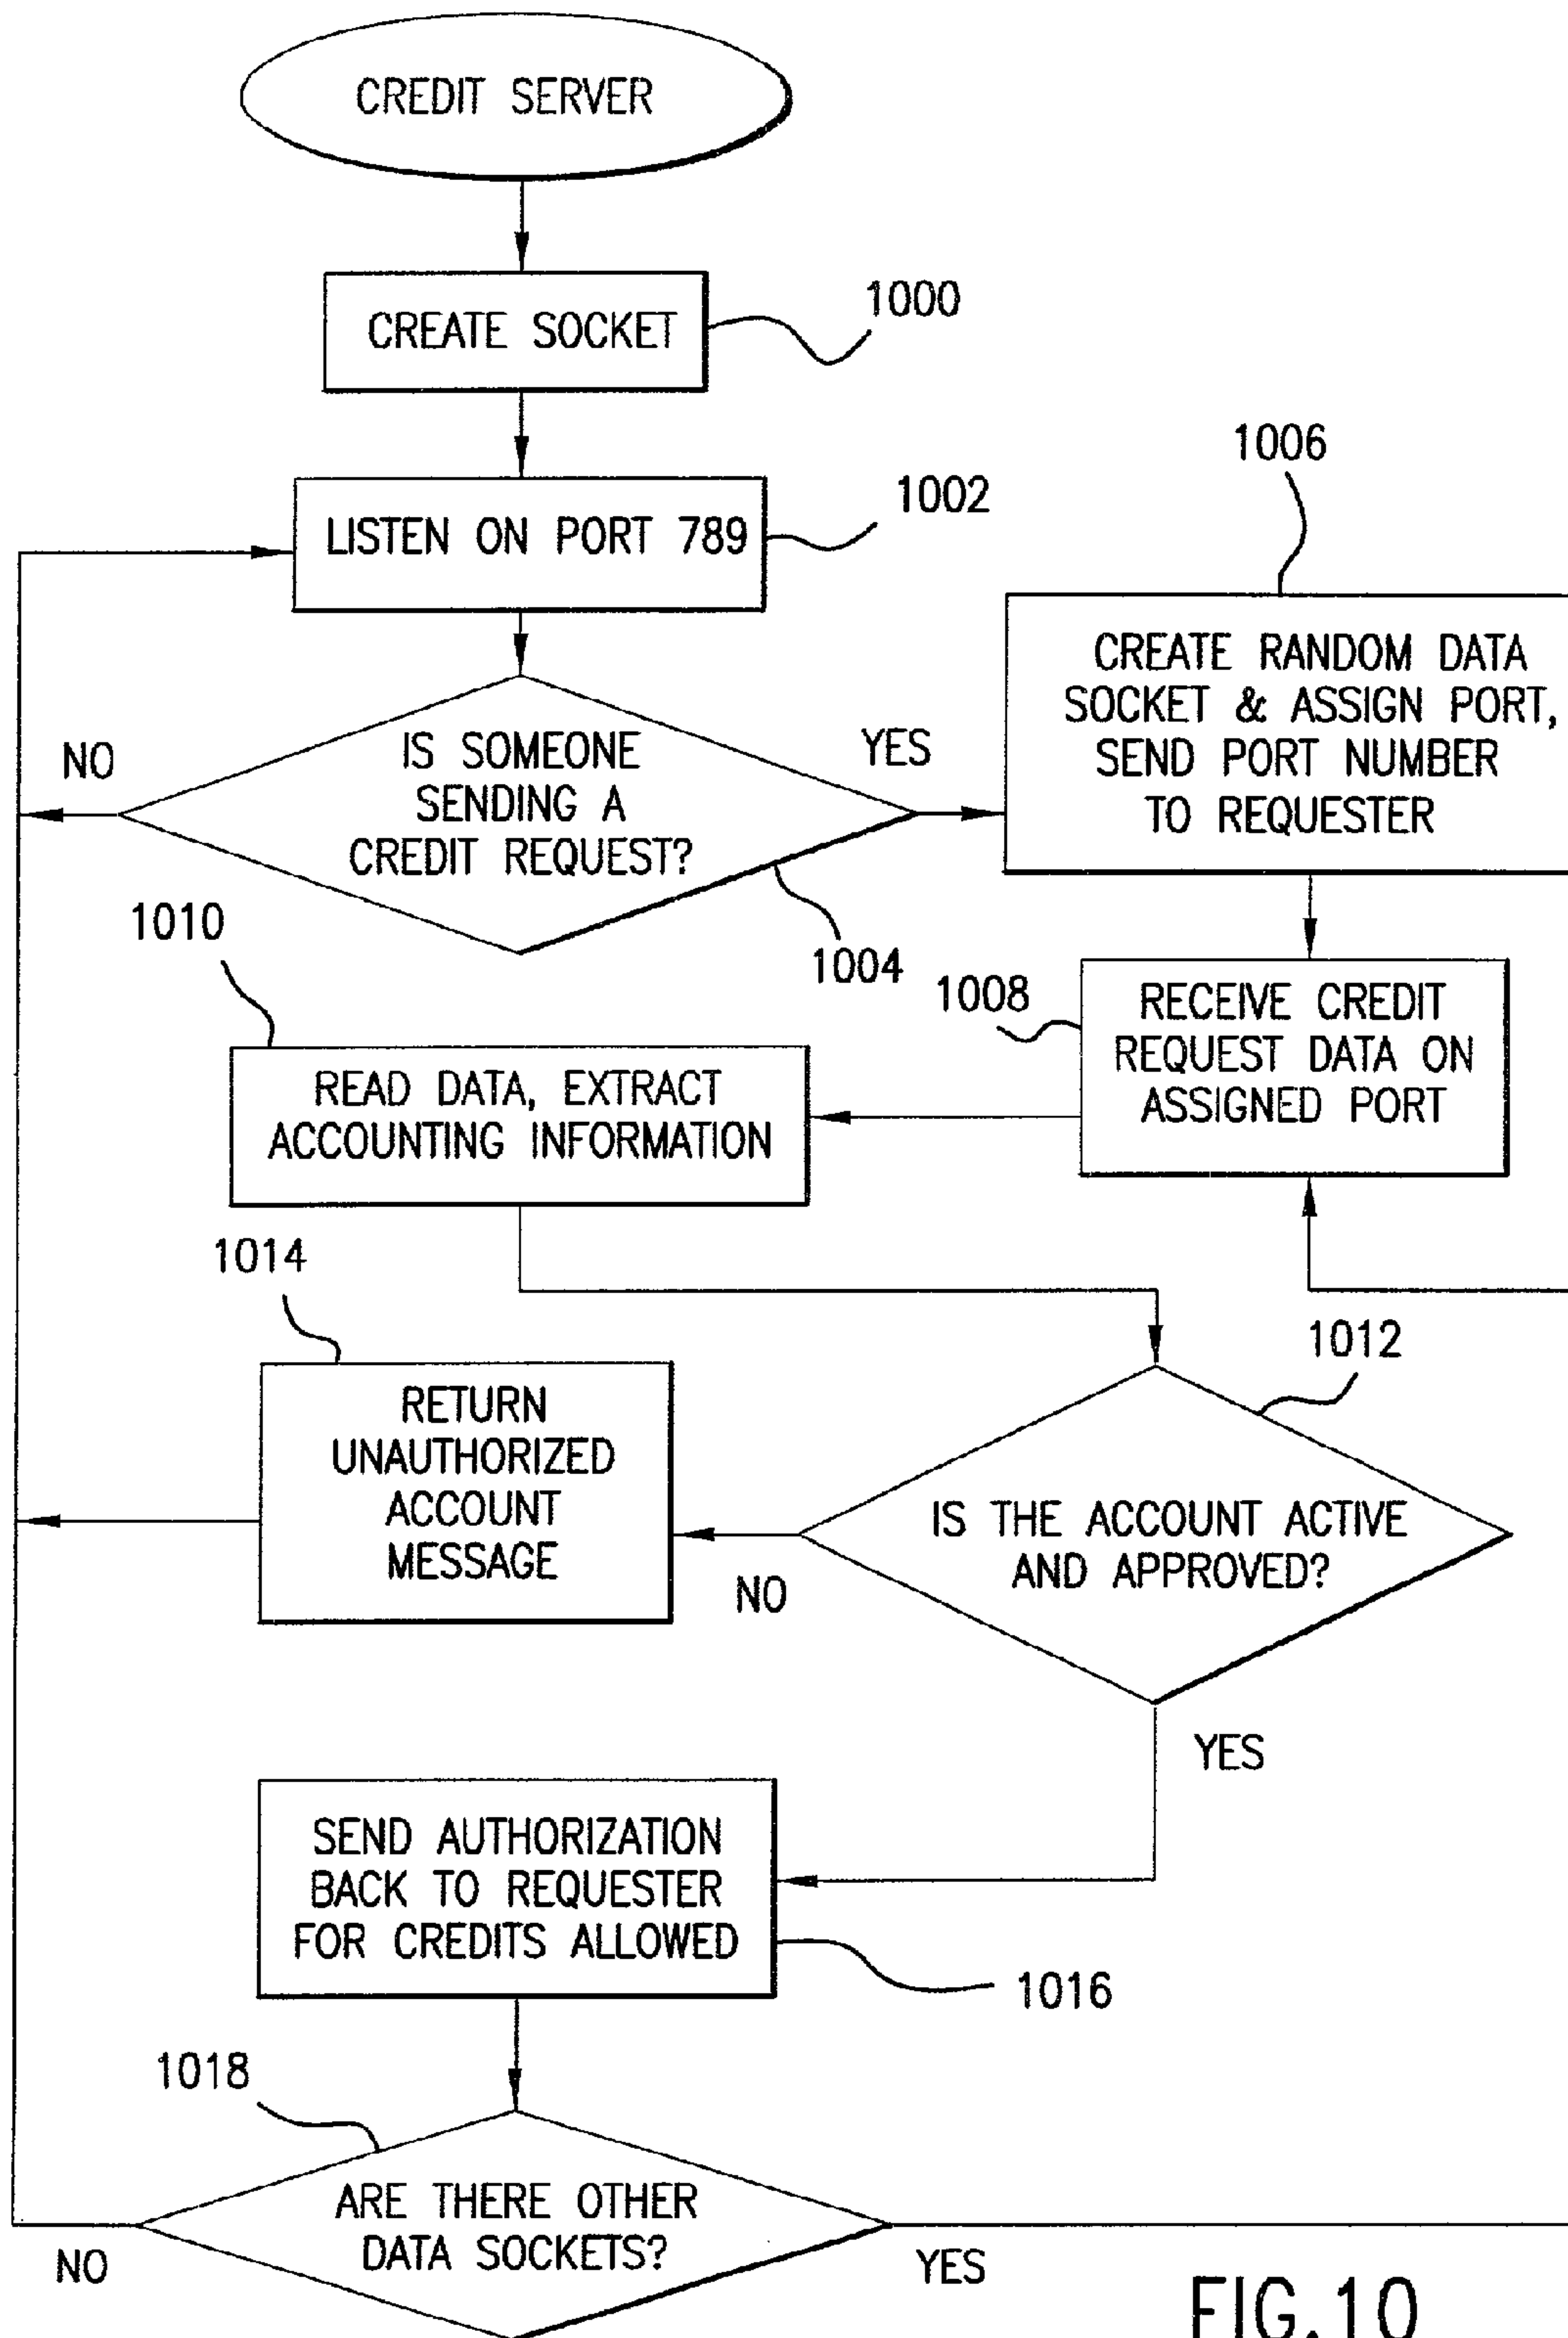 CREDIT SERVER
CREATE SOCKET
1000
LISTEN ON PORT 789
1002
1006
CREATE RANDOM DATA
SOCKET & ASSIGN PORT,
SEND PORT NUMBER
TO REQUESTER
NO
IS SOMEONE
SENDING A
CREDIT REQUEST?
YES
1004
1010
1008
RECEIVE CREDIT
REQUEST DATA ON
ASSIGNED PORT
READ DATA, EXTRACT
ACCOUNTING INFORMATION
1014
1012
RETURN
UNAUTHORIZED
ACCOUNT
MESSAGE
IS THE ACCOUNT ACTIVE
AND APPROVED?
NO
YES
SEND AUTHORIZATION
BACK TO REQUESTER
FOR CREDITS ALLOWED
1016
1018
ARE THERE OTHER
DATA SOCKETS?
NO
YES
FIG.10